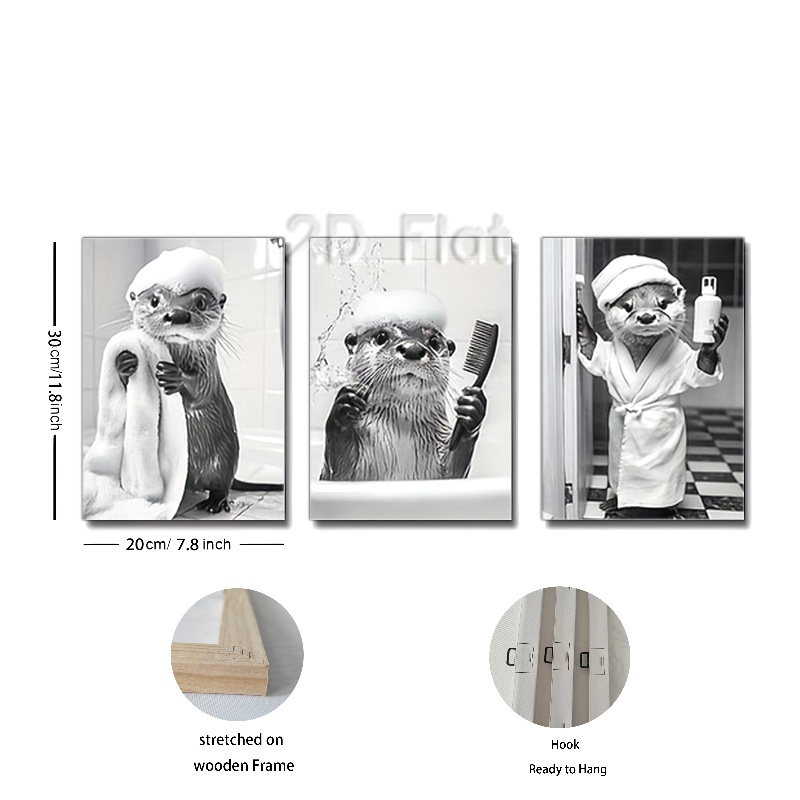 2D Flat
30cm/11.8inch
20cm/ 7.8 inch
stretched on
wooden Frame
Hook
Ready to Hang